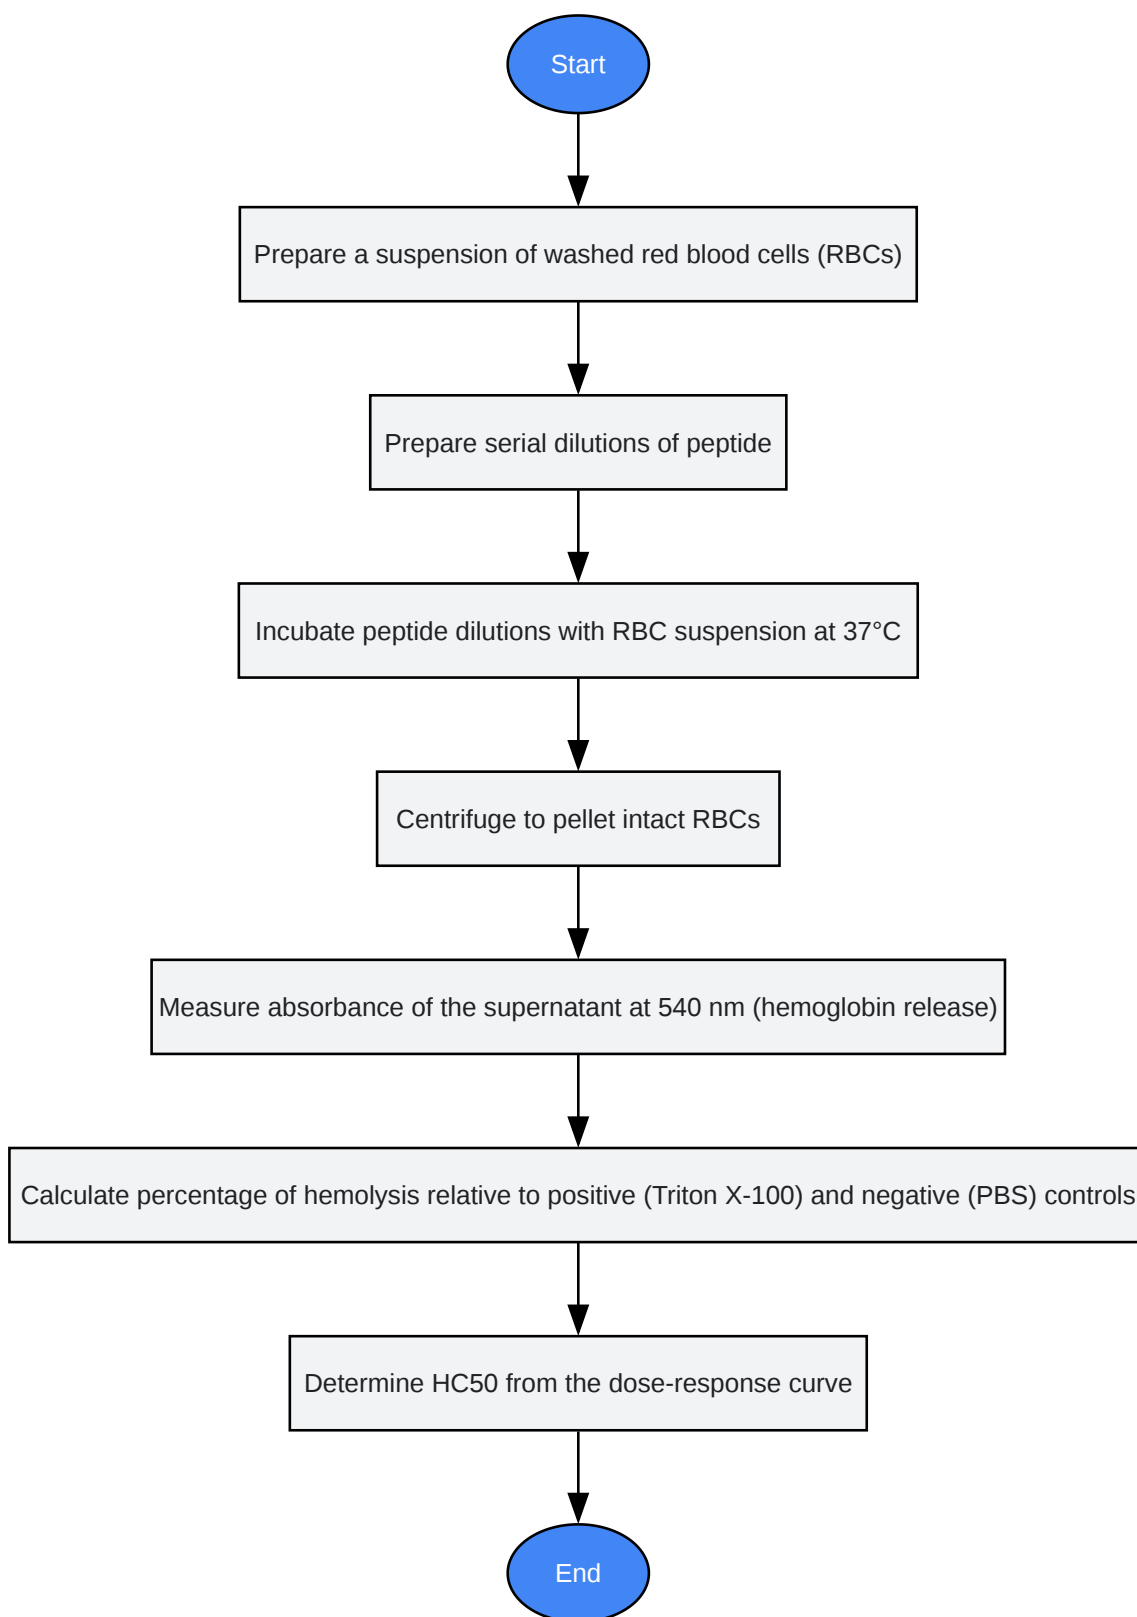 Start
Prepare a suspension of washed red blood cells (RBCs)
Prepare serial dilutions of peptide
Incubate peptide dilutions with RBC suspension at 37°C
Centrifuge to pellet intact RBCs
Measure absorbance of the supernatant at 540 nm (hemoglobin release)
Calculate percentage of hemolysis relative to positive (Triton X-100) and negative (PBS) controls
Determine HC50 from the dose-response curve
End